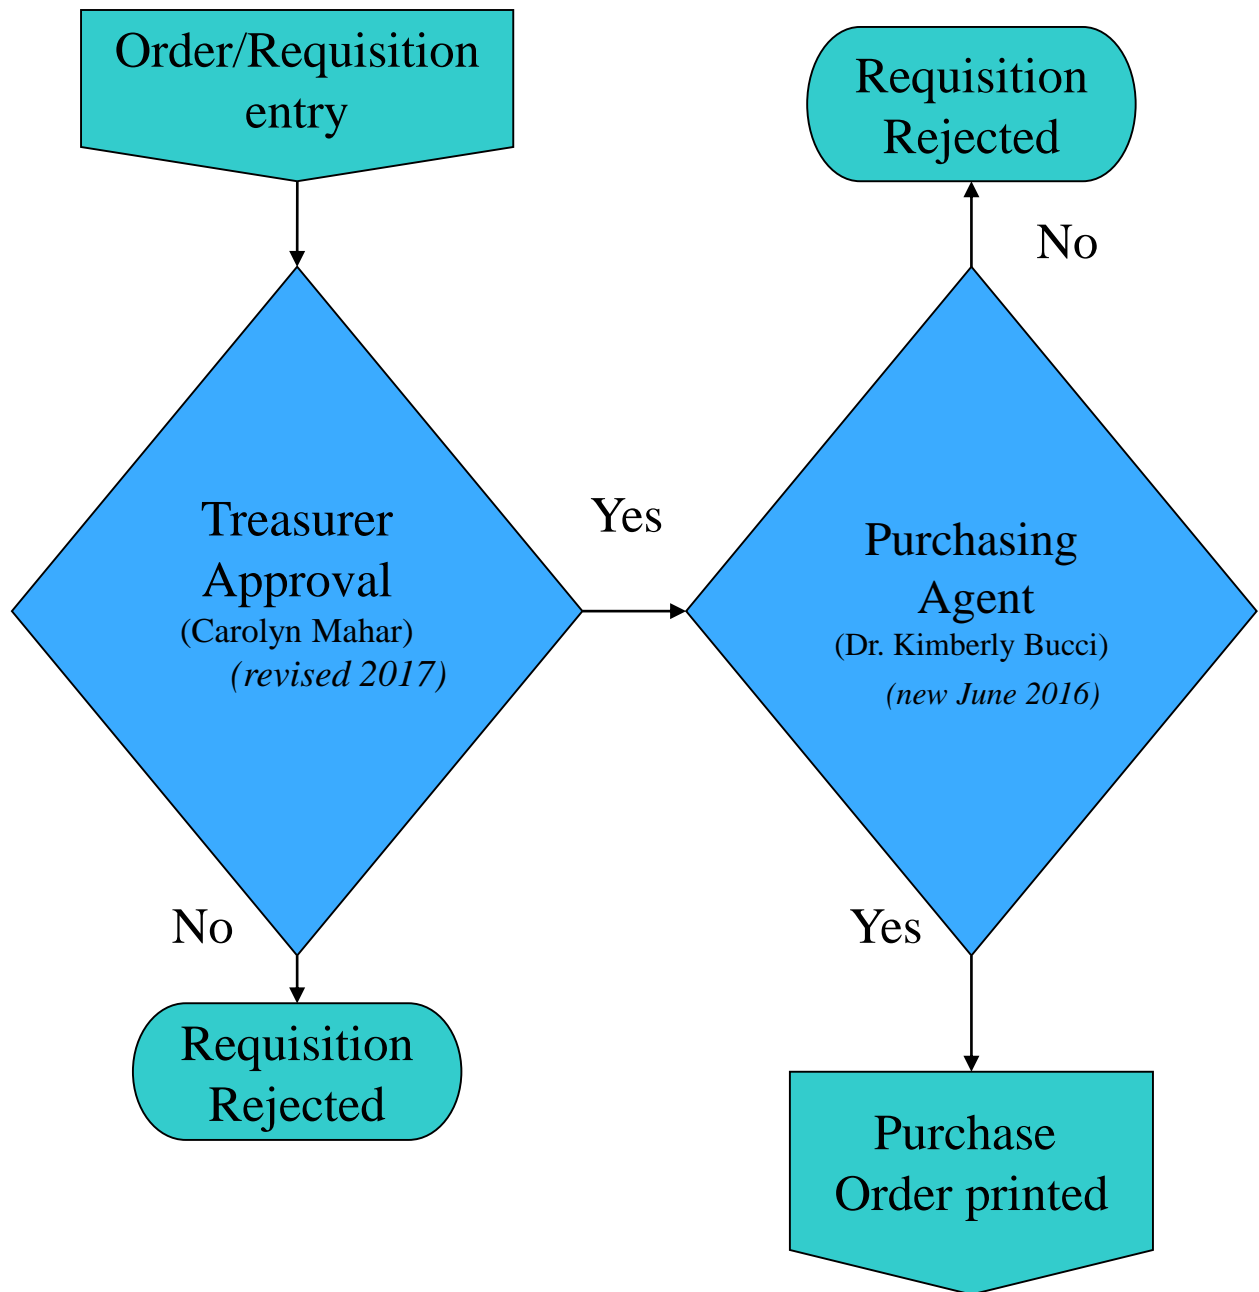 Order/Requisition
entry
Requisition
Rejected
No
Treasurer
Approval
(Carolyn Mahar)
(revised 2017)
Yes
Purchasing
Agent
(Dr. Kimberly Bucci)
(new June 2016)
No
Yes
Requisition
Rejected
Purchase
Order printed